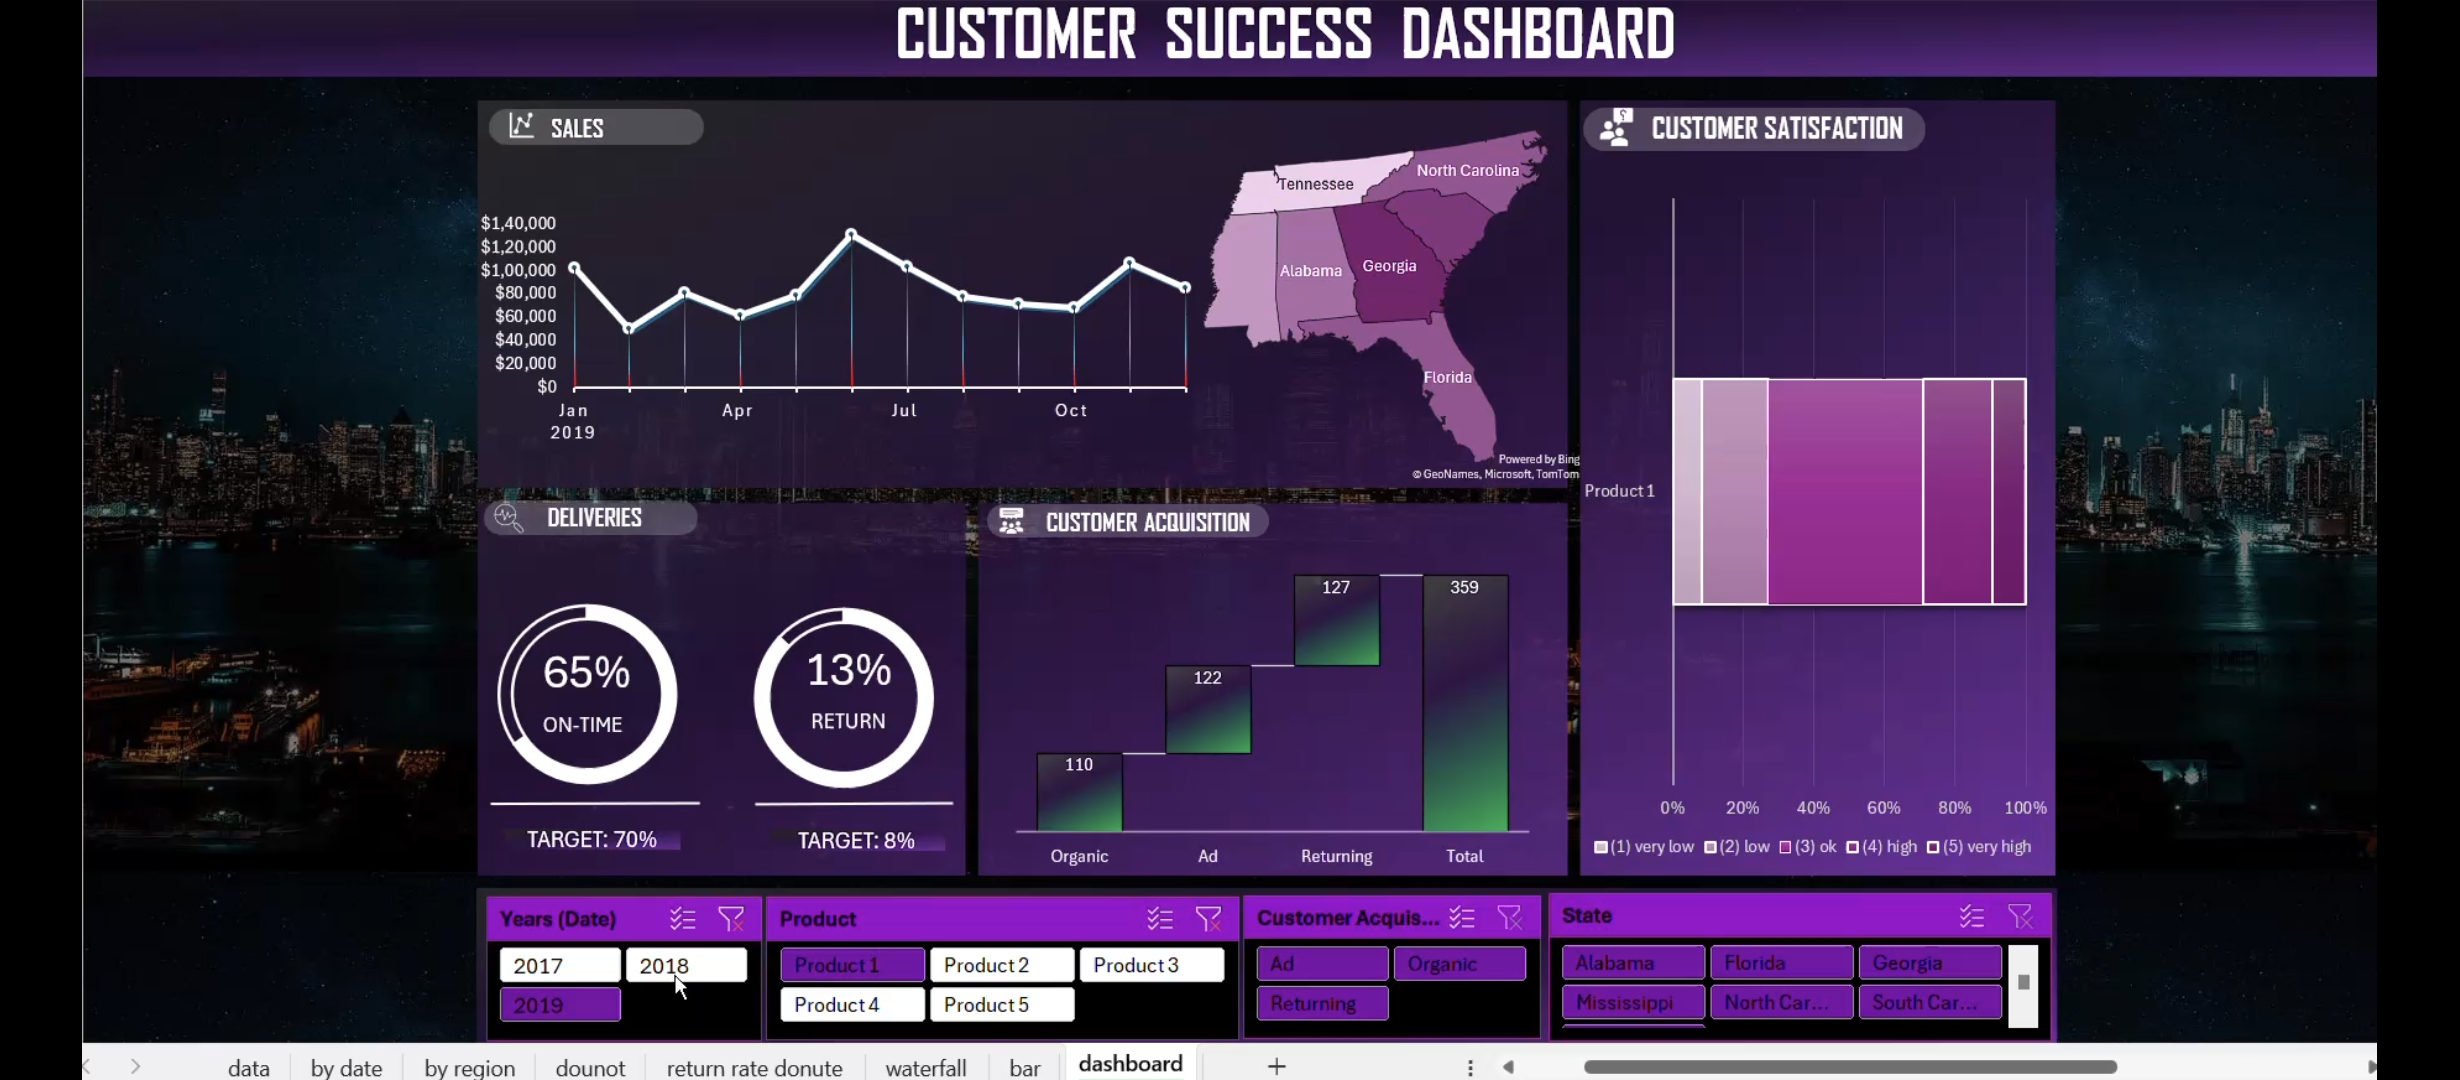 CUSTOMER SUCCESS DASHBOARD
SALES
$1,40,000
$1,20,000
$1,00,000
$80,000
$60,000
$40,000
$20,000
$0
Jan
2019
Apr
Jul
Oct
Tennessee
North Carolina
Alabama
Georgia
Florida
Powered by Bing
© GeoNames, Microsoft, TomTom
CUSTOMER SATISFACTION
Product 1
0%
20%
40%
60%
80%
100%
(1) very low
(2) low
(3) ok
(4) high
(5) very high
DELIVERIES
65%
ON-TIME
TARGET: 70%
13%
RETURN
TARGET: 8%
CUSTOMER ACQUISITION
110
122
127
359
Organic
Ad
Returning
Total
Years (Date)
2017
2018
2019
Product
Product 1
Product 2
Product 3
Product 4
Product 5
Customer Acquis...
Ad
Organic
Returning
State
Alabama
Florida
Georgia
Mississippi
North Car...
South Car...
data
by date
by region
dounot
return rate donute
waterfall
bar
dashboard